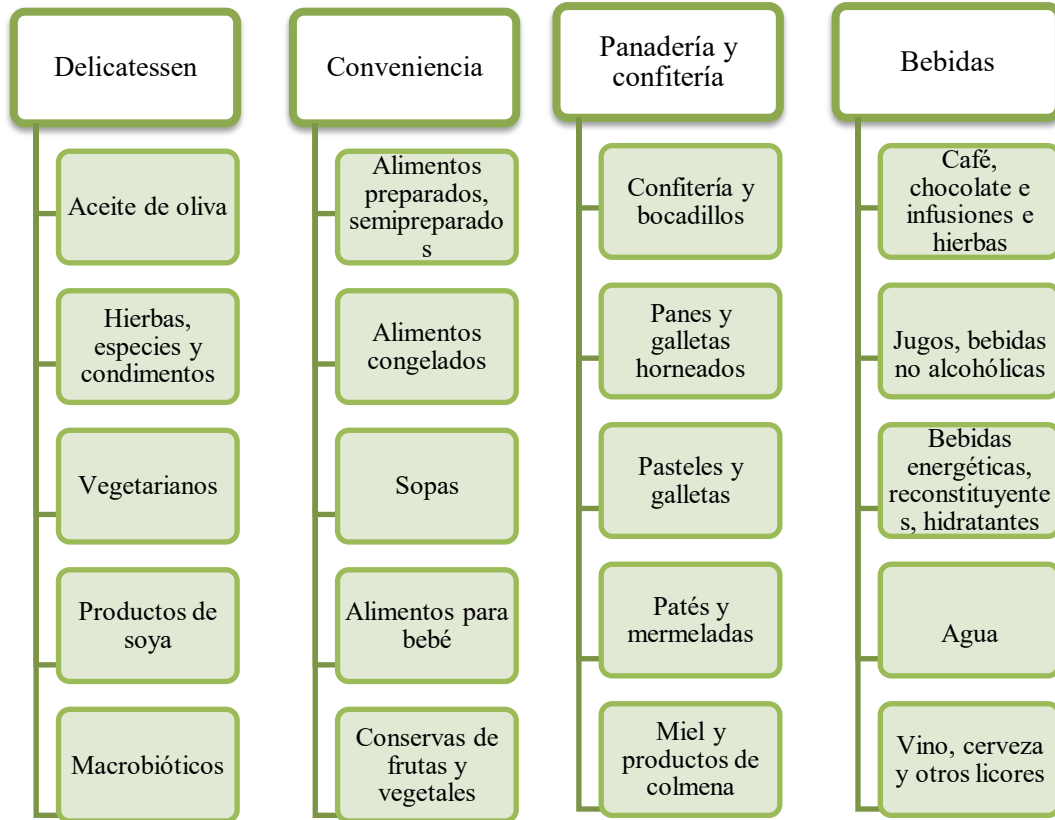 Delicatessen
Aceite de oliva
Hierbas,
especies y
condimentos
Vegetarianos
Productos de
soya
Macrobióticos
Conveniencia
Alimentos
preparados,
semipreparado
s
Alimentos
congelados
Sopas
Alimentos para
bebé
Conservas de
frutas y
vegetales
Panadería y
confitería
Confitería y
bocadillos
Panes y
galletas
horneados
Pasteles y
galletas
Patés y
mermeladas
Miel y
productos de
colmena
Bebidas
Café,
chocolate e
infusiones e
hierbas
Jugos, bebidas
no alcohólicas
Bebidas
energéticas,
reconstituyente
s, hidratantes
Agua
Vino, cerveza
y otros licores